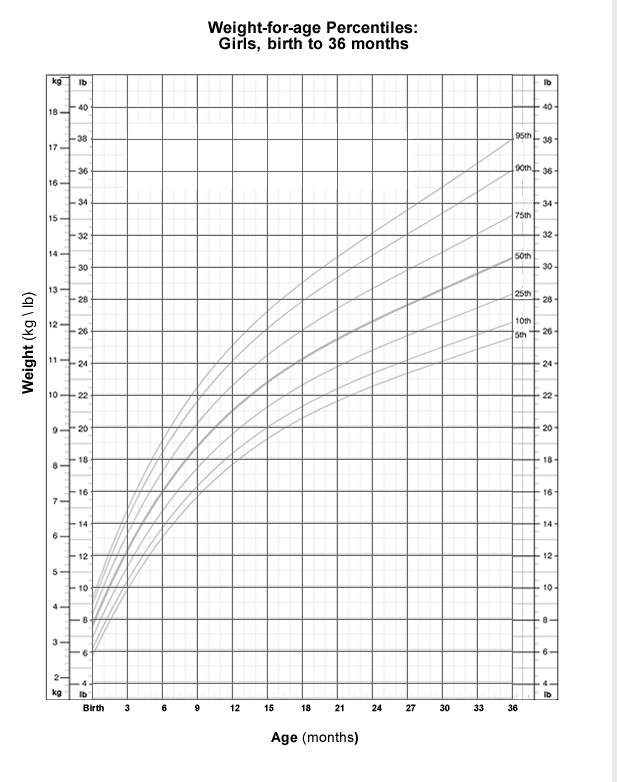 Weight-for-age Percentiles:
Girls, birth to 36 months
kg lb lb
40 40
18
95th
38 38
17
90th
36 36
16
34 34
75th
15
32 32
14
50th
30 30
13
25th
28 28
12
10th
26 26
5th
11
24 24
10
22 22
9
20 20
18 18
8
16 16
7
14 14
6
12 12
5
10 10
4
8 8
3
6 6
2
4 4
kg lb lb
Birth 3 6 9 12 15 18 21 24 27 30 33 36
Age (months)
Weight (kg \ lb)